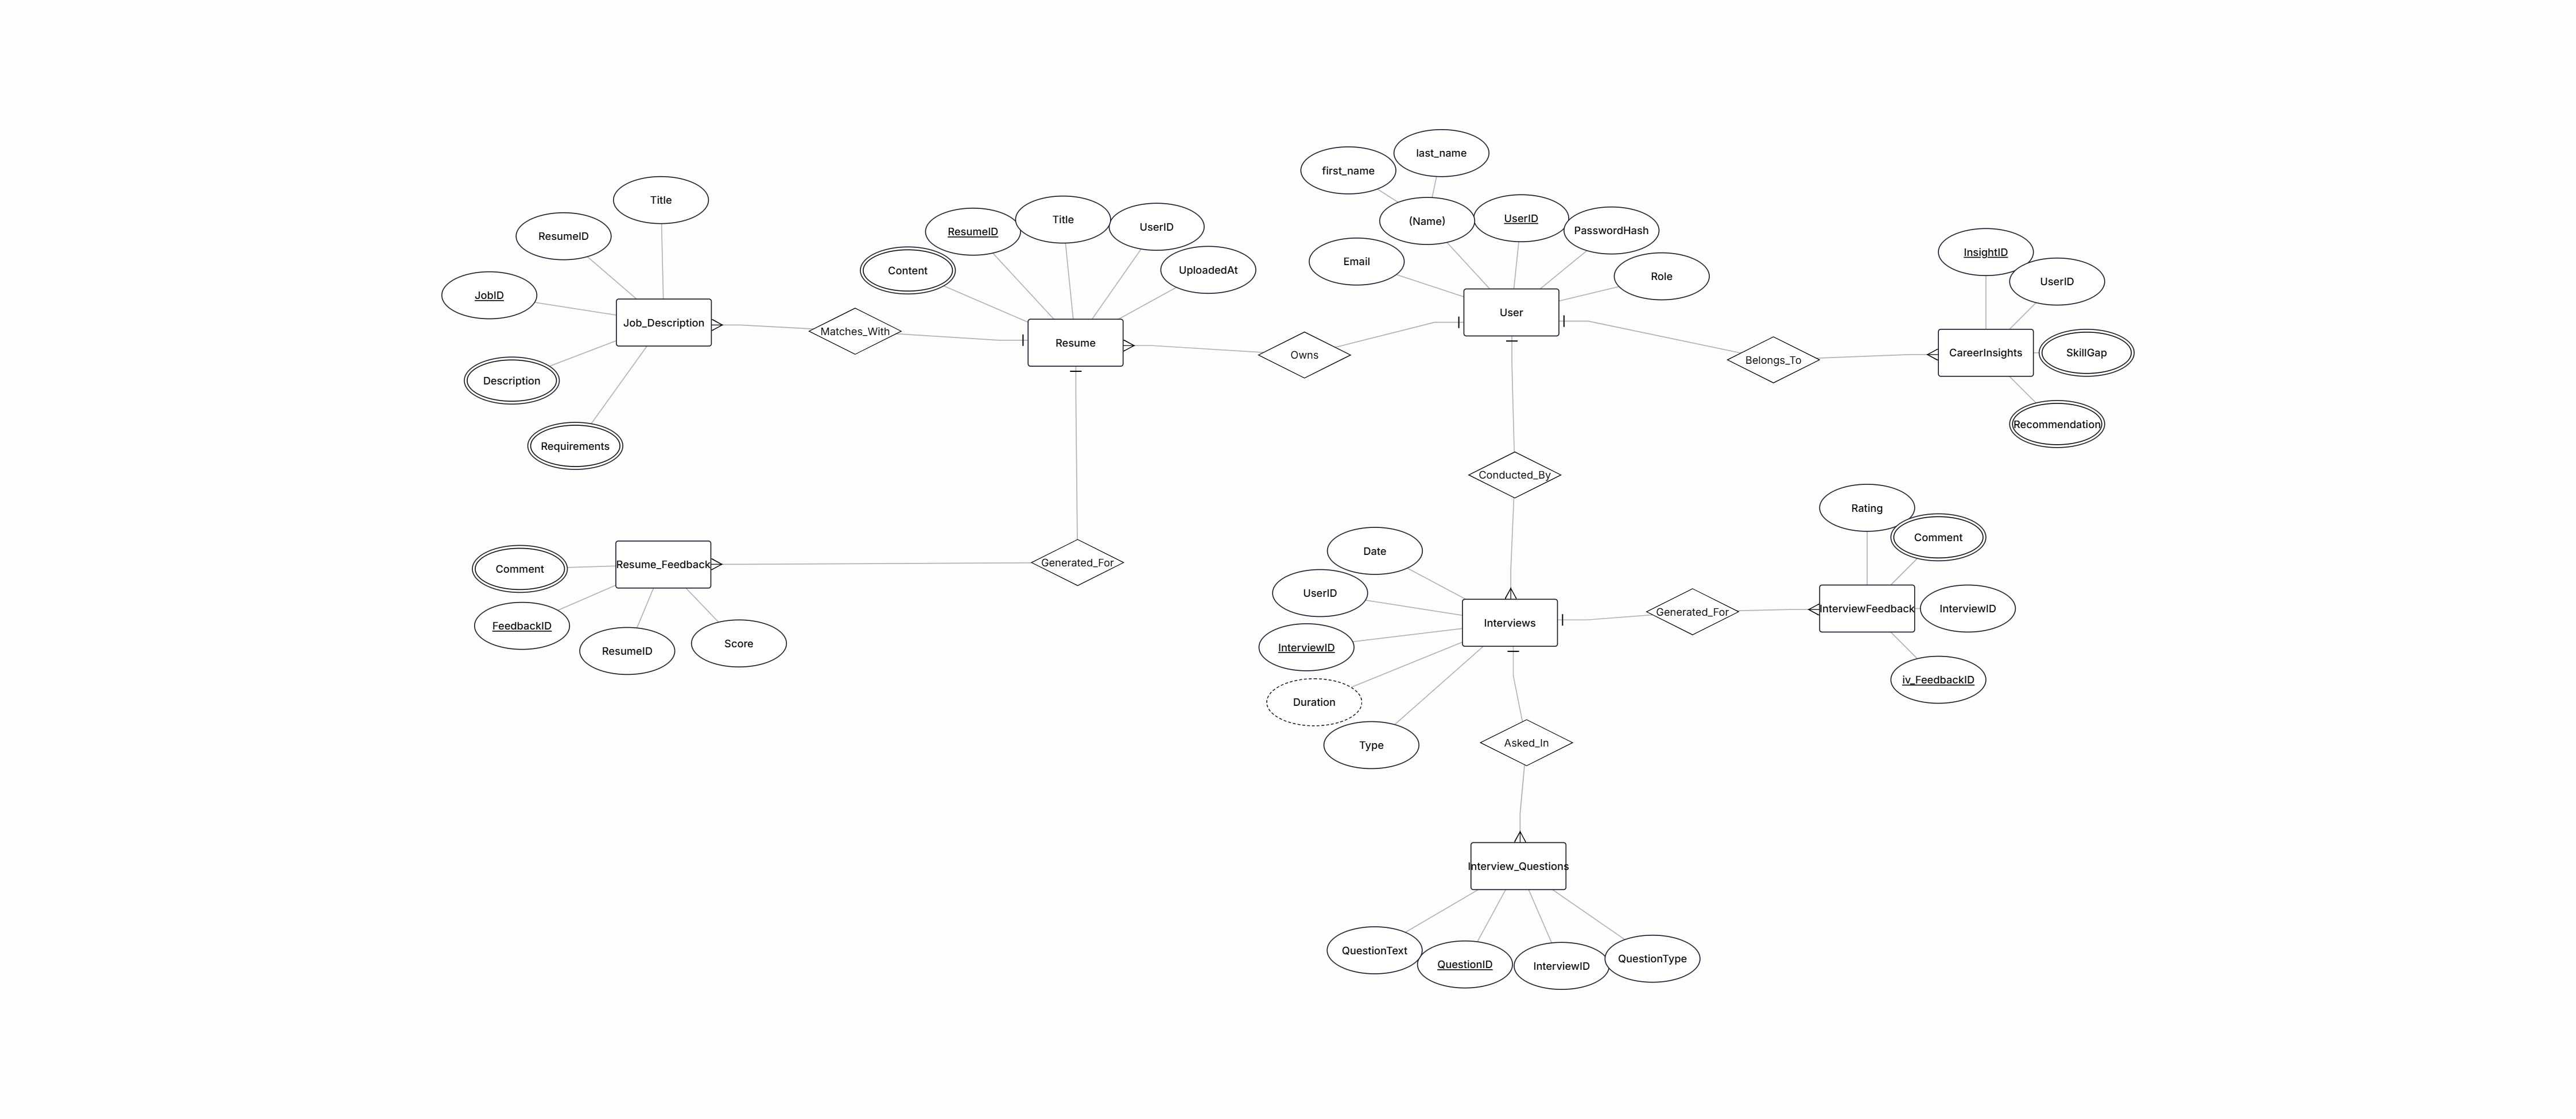 last_name
first_name
Title
(Name)
UserID
PasswordHash
ResumeID
Title
UserID
ResumeID
Content
UploadedAt
Email
Role
InsightID
UserID
JobID
Job_Description
Matches_With
Resume
Owns
User
Belongs_To
CareerInsights
SkillGap
Description
Requirements
Recommendation
Conducted_By
Rating
Comment
Date
Comment
Resume_Feedback
Generated_For
UserID
Interviews
Generated_For
InterviewFeedback
InterviewID
FeedbackID
ResumeID
Score
InterviewID
iv_FeedbackID
Duration
Type
Asked_In
Interview_Questions
QuestionText
QuestionID
InterviewID
QuestionType